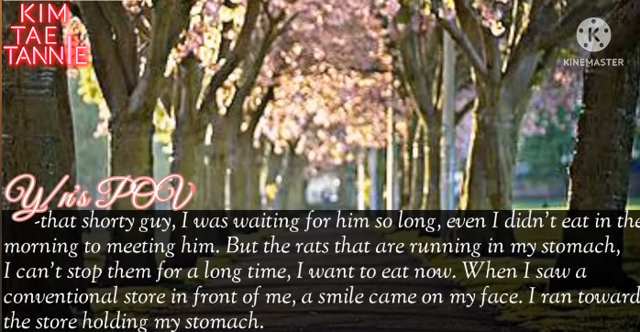 KIM
TAE
TANNIE
KINEMASTER
Y/n's POV
-that shorty guy, I was waiting for him so long, even I didn't eat in the
morning to meeting him. But the rats that are running in my stomach,
I can't stop them for a long time, I want to eat now. When I saw a
conventional store in front of me, a smile came on my face. I ran toward
the store holding my stomach.